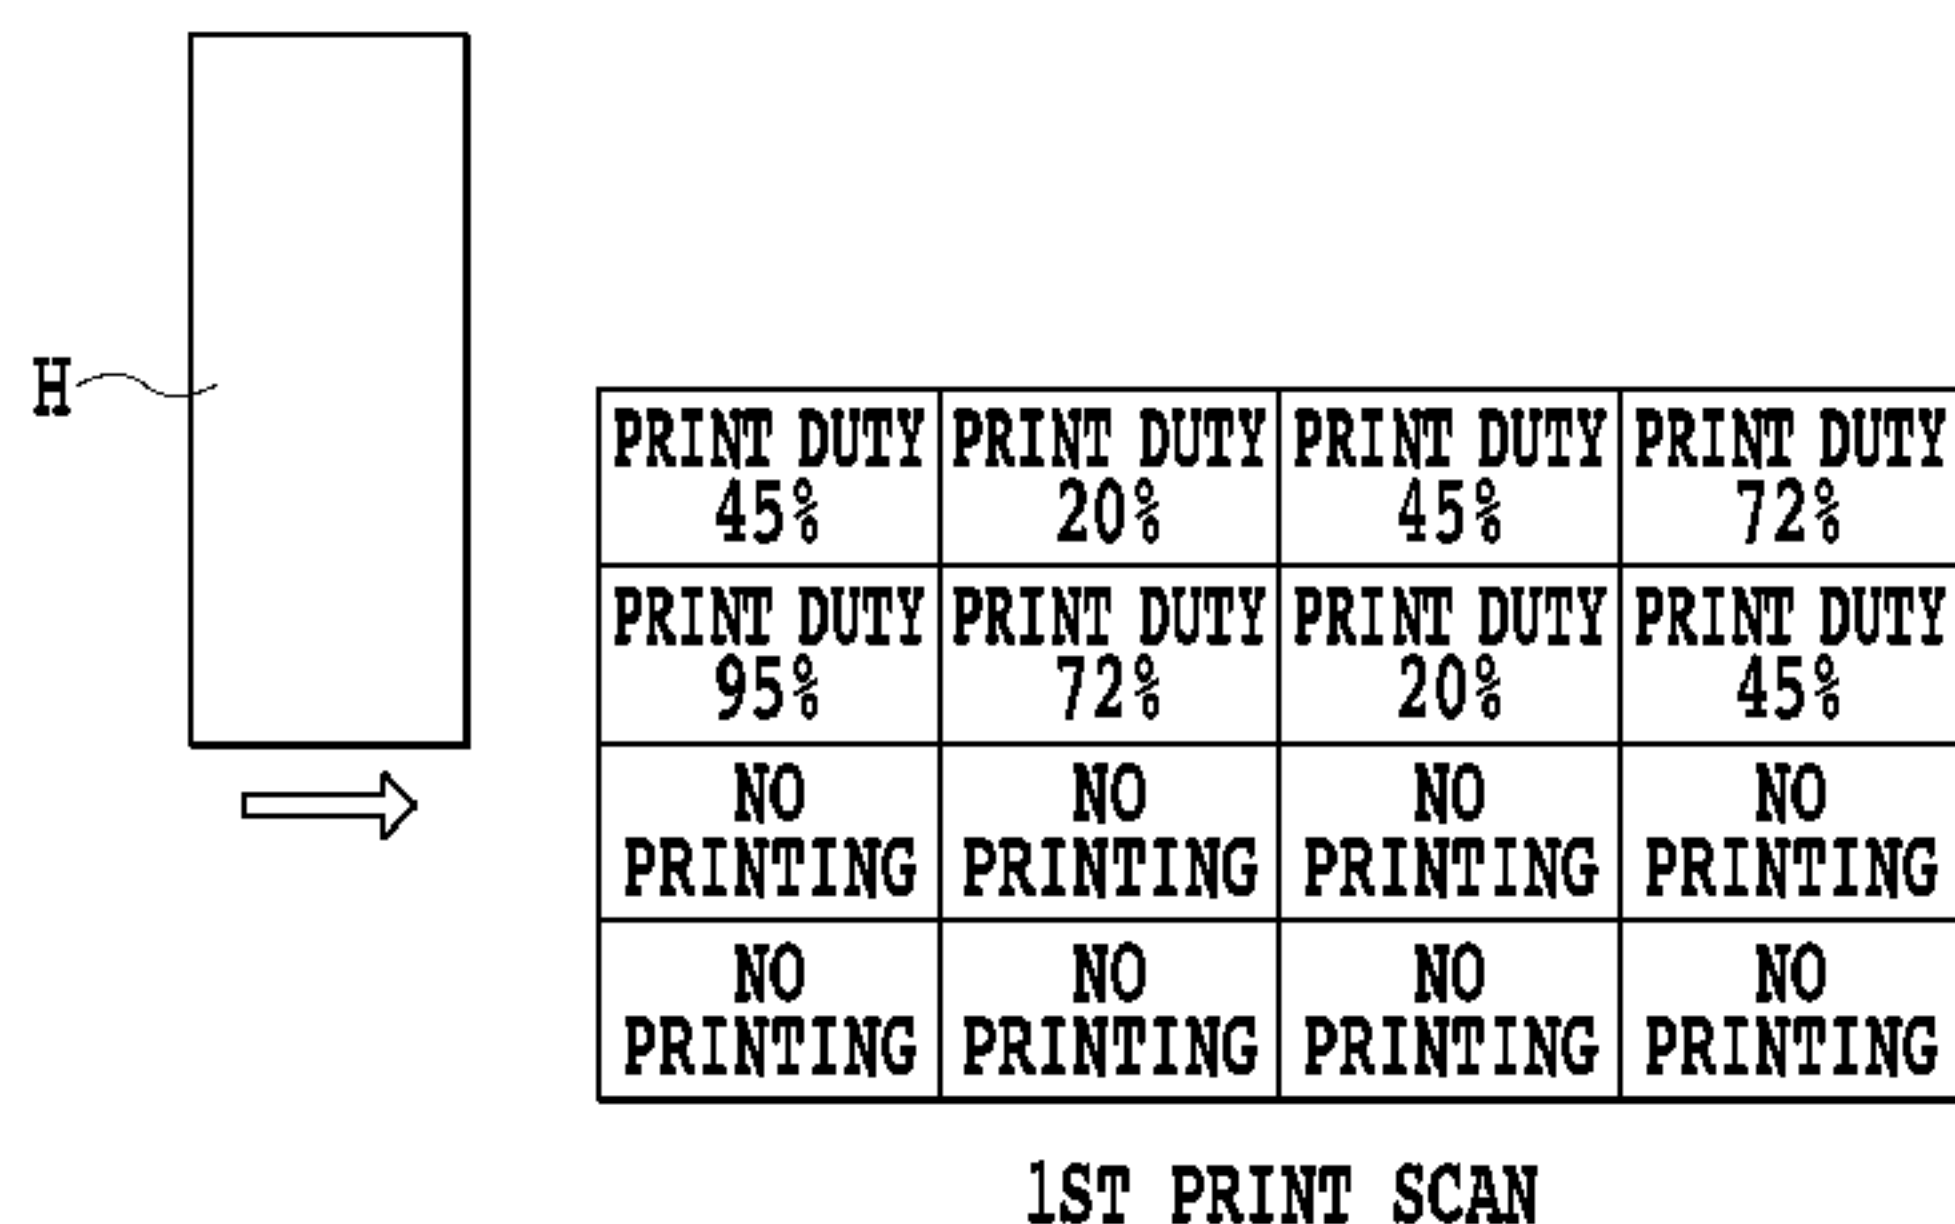 H
PRINT DUTY PRINT DUTY PRINT DUTY PRINT DUTY
45% 20% 45% 72%
PRINT DUTY PRINT DUTY PRINT DUTY PRINT DUTY
95% 72% 20% 45%
NO NO NO NO
PRINTING PRINTING PRINTING PRINTING
NO NO NO NO
PRINTING PRINTING PRINTING PRINTING
1ST PRINT SCAN